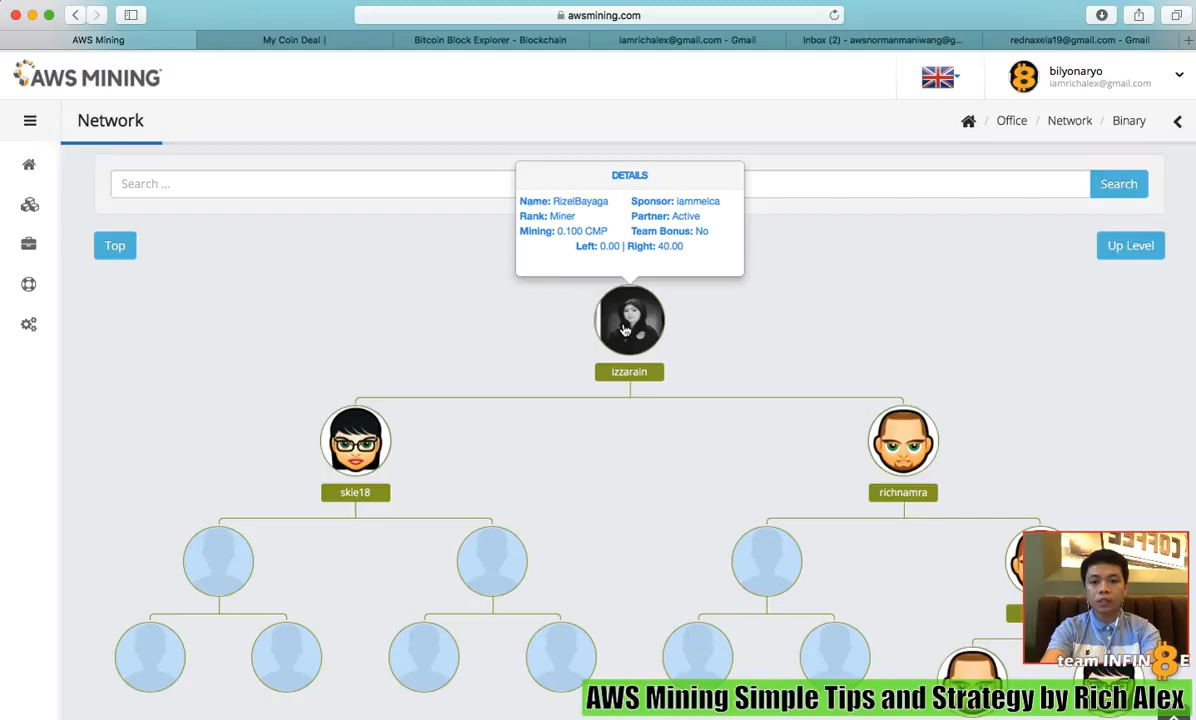 awsmining.com
AWS Mining
My Coin Deal |
Bitcoin Block Explorer - Blockchain
iamrichalex@gmail.com - Gmail
Inbox (2) - awsnormanmaniwang@g...
rednaxela19@gmail.com - Gmail
AWS MINING
bilyonaryo
iamrichalex@gmail.com
Network
Office / Network / Binary
Search ...
Search
DETAILS
Name: RizelBayaga Sponsor: iammelca
Rank: Miner Partner: Active
Mining: 0.100 CMP Team Bonus: No
Left: 0.00 | Right: 40.00
Top
Up Level
izzarain
skie18
richnamra
COFFEE
team INFIN8E
AWS Mining Simple Tips and Strategy by Rich Alex